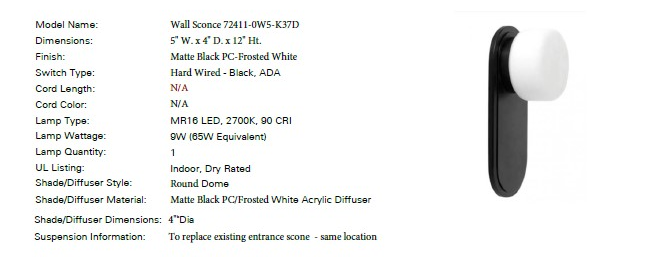 Model Name: Wall Sconce 72411-0W5-K37D
Dimensions: 5" W. x 4" D. x 12" Ht.
Finish: Matte Black PC-Frosted White
Switch Type: Hard Wired - Black, ADA
Cord Length: N/A
Cord Color: N/A
Lamp Type: MR16 LED, 2700K, 90 CRI
Lamp Wattage: 9W (65W Equivalent)
Lamp Quantity: 1
UL Listing: Indoor, Dry Rated
Shade/Diffuser Style: Round Dome
Shade/Diffuser Material: Matte Black PC/Frosted White Acrylic Diffuser
Shade/Diffuser Dimensions: 4""Dia
Suspension Information: To replace existing entrance scone - same location